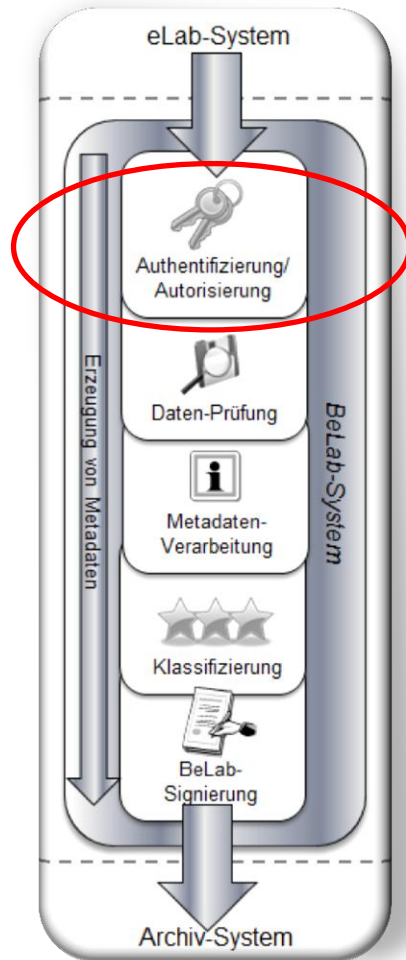 eLab-System
Authentifizierung/
Autorisierung
Daten-Prüfung
Metadaten-
Verarbeitung
Klassifizierung
BeLab-
Signierung
Erzeugung von Metadaten
BeLab-System
Archiv-System